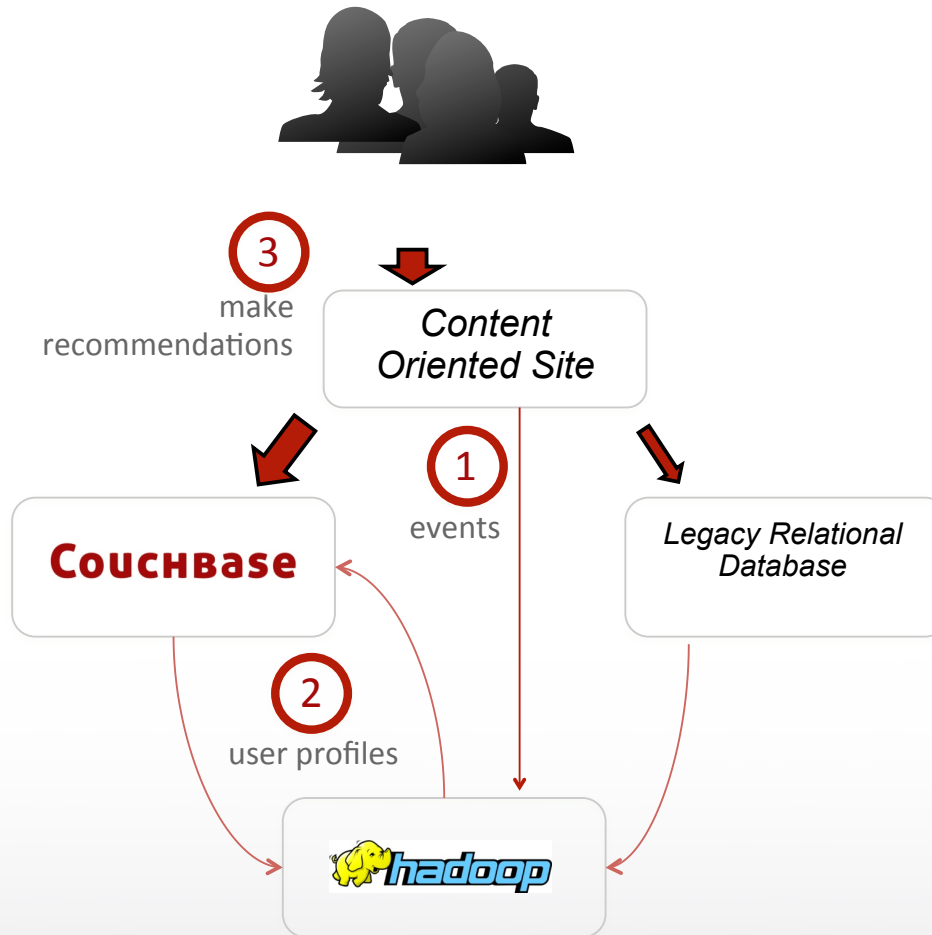 3
make
recommendations
Content
Oriented Site
1
events
Couchbase
Legacy Relational
Database
2
user profiles
hadoop